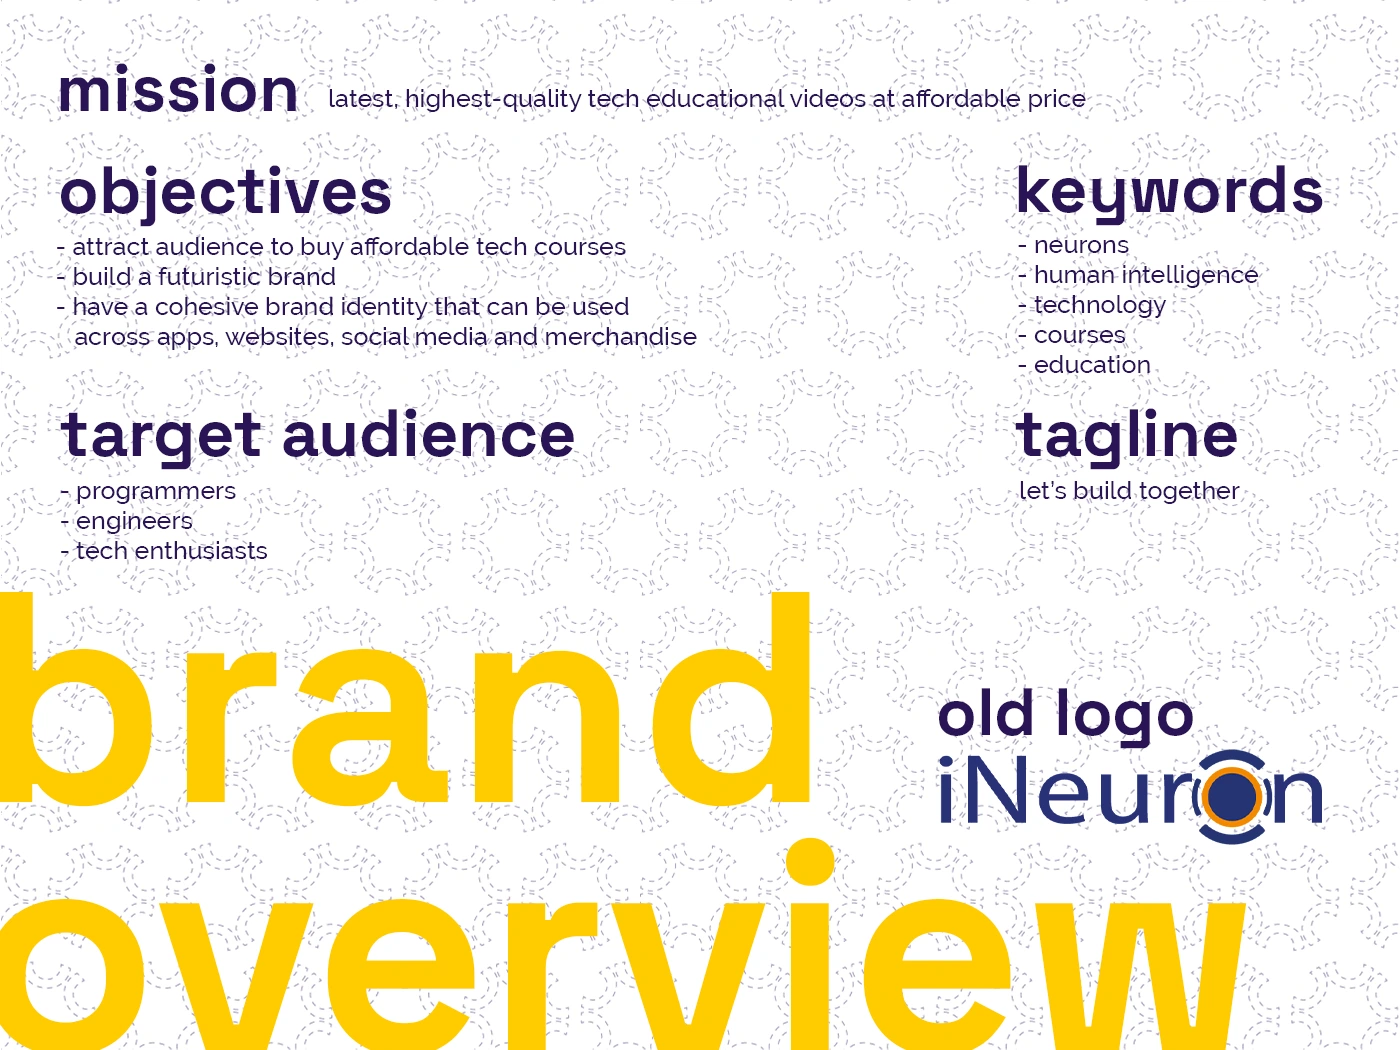 mission latest, highest-quality tech educational videos at affordable price
objectives
- attract audience to buy affordable tech courses
- build a futuristic brand
- have a cohesive brand identity that can be used
across apps, websites, social media and merchandise
keywords
- neurons
- human intelligence
- technology
- courses
- education
target audience
- programmers
- engineers
- tech enthusiasts
tagline
let's build together
brand
overview
old logo
iNeuron